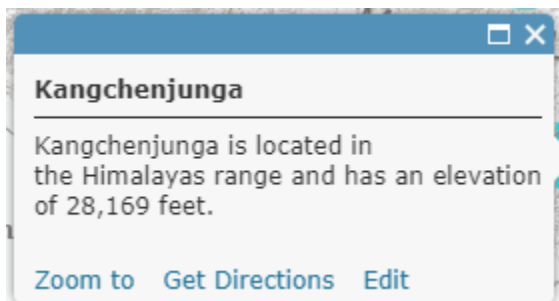 Kangchenjunga
Kangchenjunga is located in
the Himalayas range and has an elevation
of 28,169 feet.
Zoom to Get Directions Edit